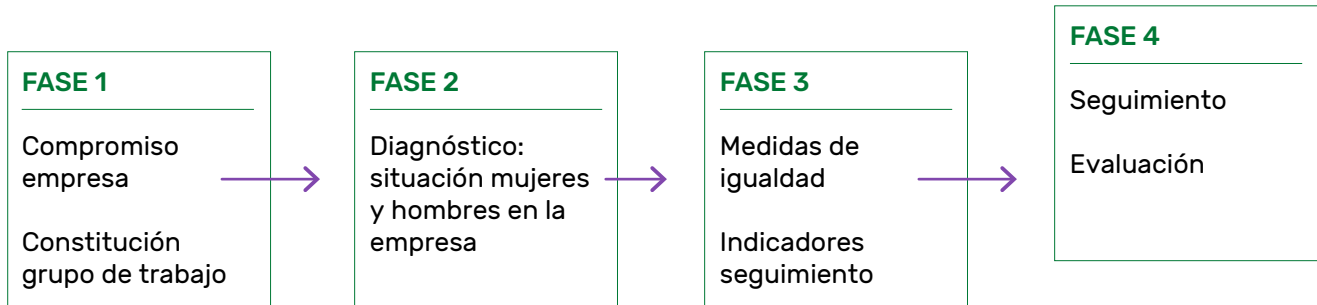 FASE 1
Compromiso
empresa
Constitución
grupo de trabajo
FASE 2
Diagnóstico:
situación mujeres
y hombres en la
empresa
FASE 3
Medidas de
igualdad
Indicadores
seguimiento
FASE 4
Seguimiento
Evaluación